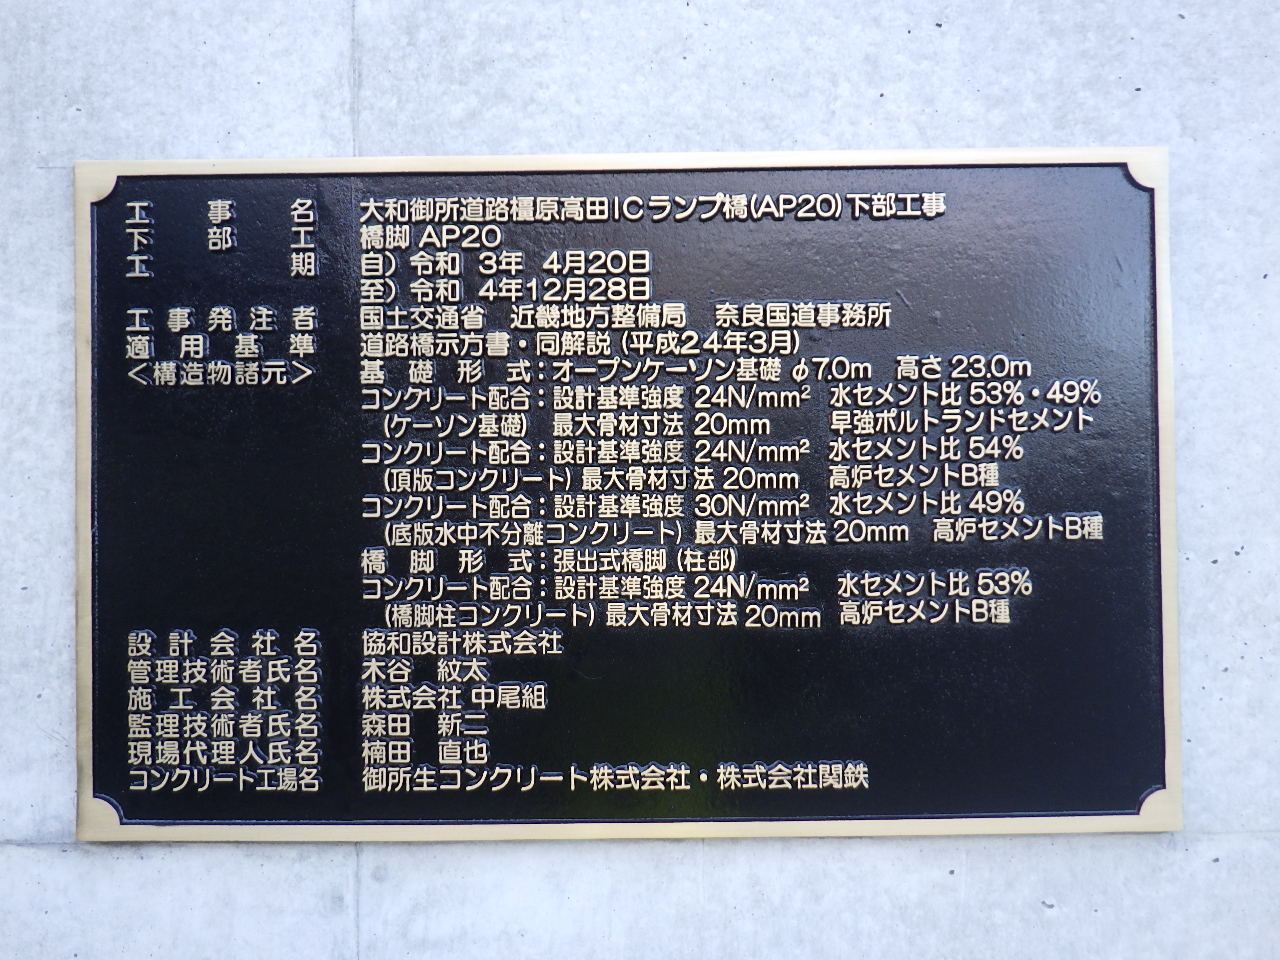 工事名 大和御所道路橿原高田ICランプ橋(AP20)下部工事
下部工 橋脚 AP20
工期 自) 令和 3年 4月20日
至) 令和 4年12月28日
工事発注者 国土交通省 近畿地方整備局 奈良国道事務所
適用基準 道路橋示方書・同解説 (平成24年3月)
<構造物諸元> 基礎形式：オープンケーソン基礎 φ7.0m 高さ 23.0m
コンクリート配合：設計基準強度 24N/mm² 水セメント比 53%・49%
(ケーソン基礎) 最大骨材寸法 20mm 早強ポルトランドセメント
コンクリート配合：設計基準強度 24N/mm² 水セメント比 54%
(頂版コンクリート) 最大骨材寸法 20mm 高炉セメントB種
コンクリート配合：設計基準強度 30N/mm² 水セメント比 49%
(底版水中不分離コンクリート) 最大骨材寸法 20mm 高炉セメントB種
橋脚形式：張出式橋脚 (柱部)
コンクリート配合：設計基準強度 24N/mm² 水セメント比 53%
(橋脚柱コンクリート) 最大骨材寸法 20mm 高炉セメントB種
設計会社名 協和設計株式会社
管理技術者氏名 木谷 紋太
施工会社名 株式会社 中尾組
監理技術者氏名 森田 新二
現場代理人氏名 楠田 直也
コンクリート工場名 御所生コンクリート株式会社・株式会社関鉄